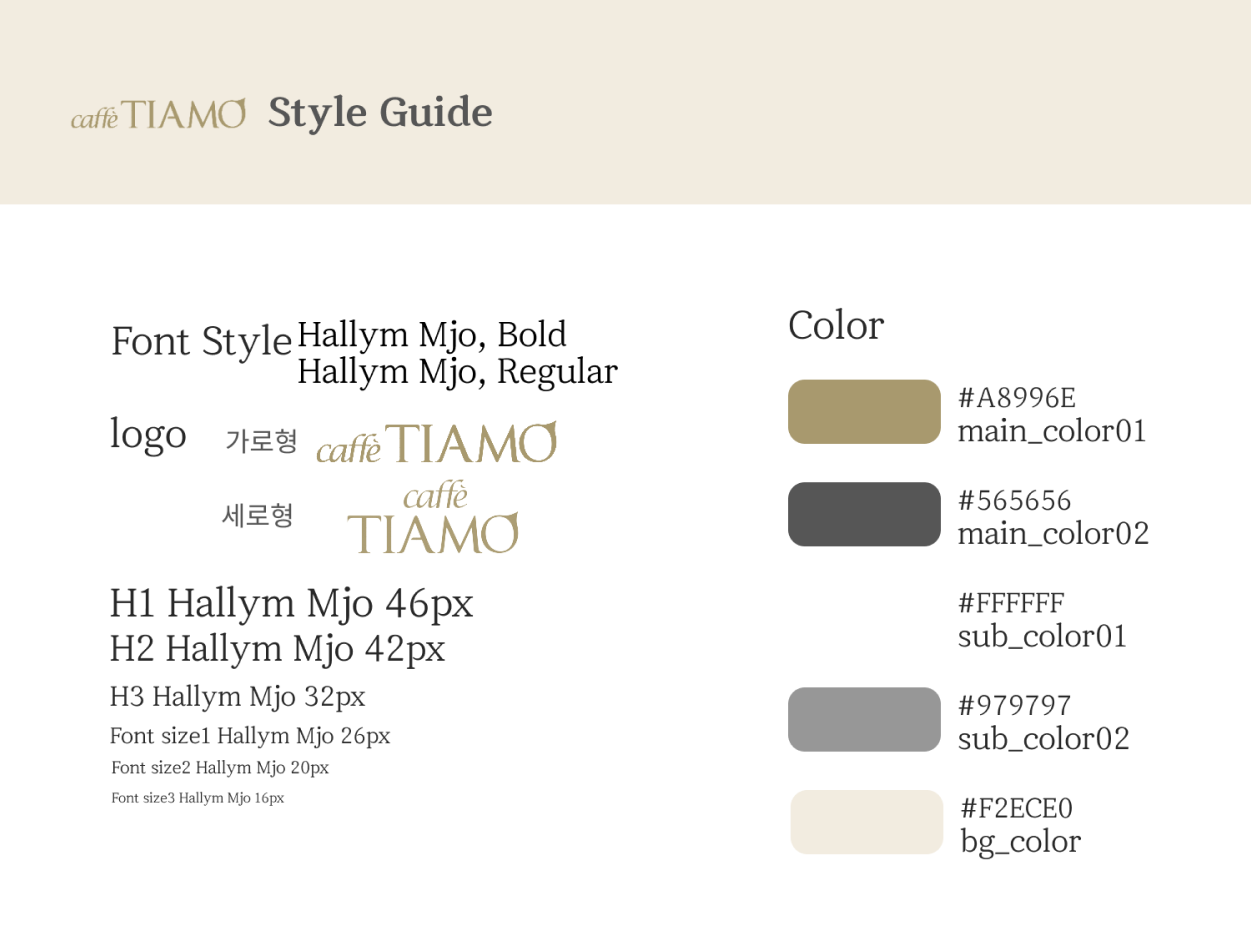 caffè TIAMO Style Guide
Font Style
Hallym Mjo, Bold
Hallym Mjo, Regular
logo
가로형 caffè TIAMO
세로형
caffè
TIAMO
H1 Hallym Mjo 46px
H2 Hallym Mjo 42px
H3 Hallym Mjo 32px
Font size1 Hallym Mjo 26px
Font size2 Hallym Mjo 20px
Font size3 Hallym Mjo 16px
Color
#A8996E
main_color01
#565656
main_color02
#FFFFFF
sub_color01
#979797
sub_color02
#F2ECE0
bg_color